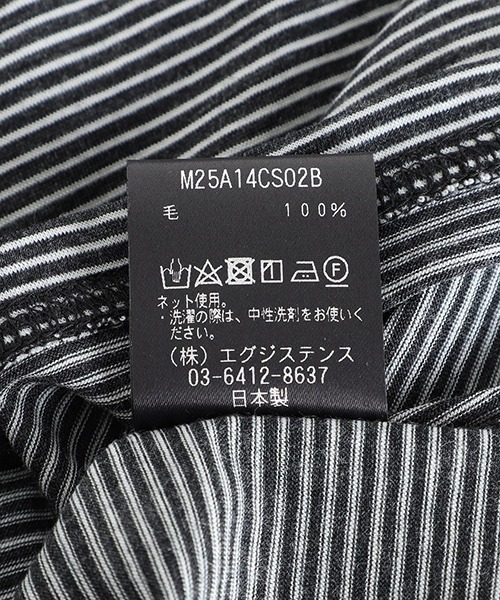 M25A14CS02B
毛 100%
F
ネット使用。
・洗濯の際は、中性洗剤をお使いく
ださい。
(株) エグジステンス
03-6412-8637
日本製